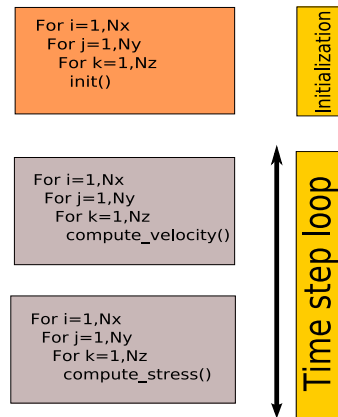 For i=1,Nx
For j=1,Ny
For k=1,Nz
init()
Initialization
For i=1,Nx
For j=1,Ny
For k=1,Nz
compute_velocity()
For i=1,Nx
For j=1,Ny
For k=1,Nz
compute_stress()
Time step loop